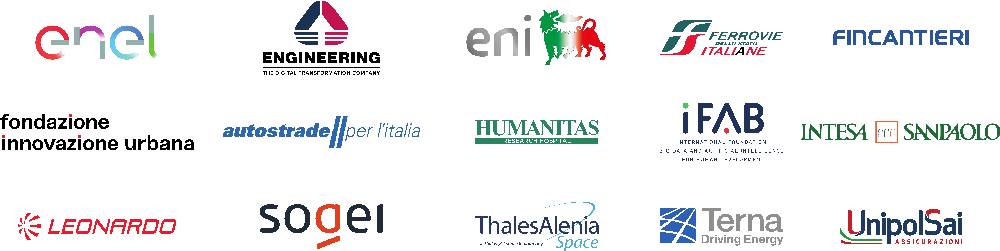 enel
ENGINEERING
THE DIGITAL TRANSFORMATION COMPANY
eni
FERROVIE
DELLO STATO
ITALIANE
FINCANTIERI
fondazione
innovazione urbana
autostrade per l'italia
HUMANITAS
RESEARCH HOSPITAL
iFAB
INTERNATIONAL FOUNDATION
BIG DATA AND ARTIFICIAL INTELLIGENCE
FOR HUMAN DEVELOPMENT
INTESA SANPAOLO
LEONARDO
sogei
ThalesAlenia
a Thales / Leonardo company
Space
Terna
Driving Energy
UnipolSai
ASSICURAZIONI